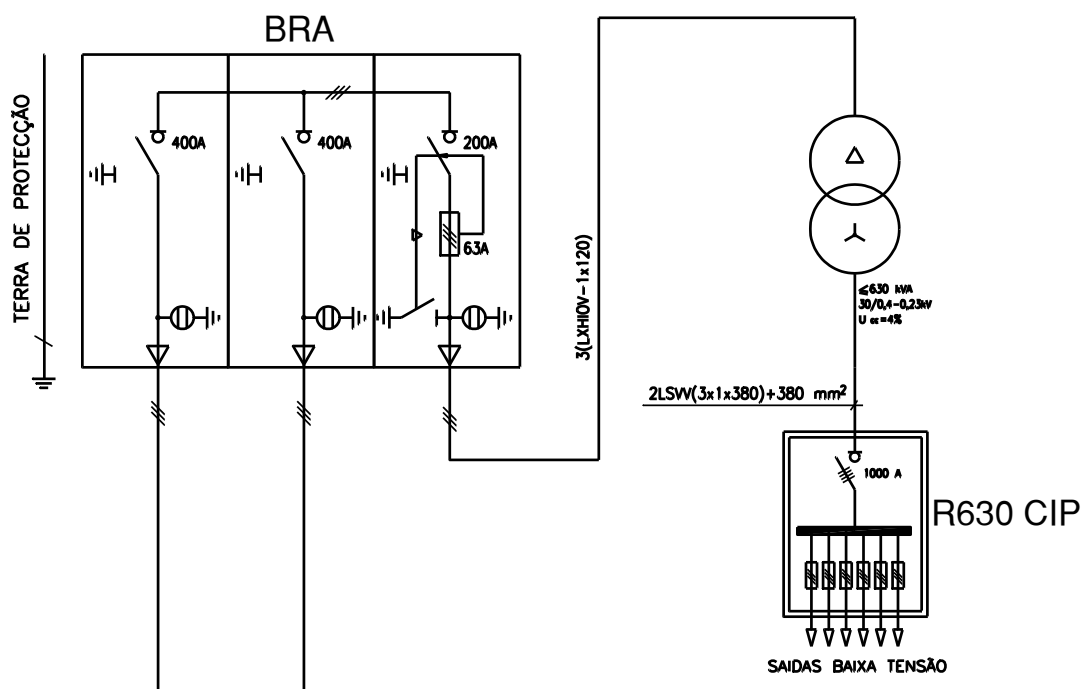 BRA
TERRA DE PROTECÇÃO
400A
400A
200A
63A
3(LXHIOV-1x120)
≤630 kVA
30/0,4-0,23kV
U cc=4%
2LSVV(3x1x380)+380 mm²
1000 A
R630 CIP
SAIDAS BAIXA TENSÃO